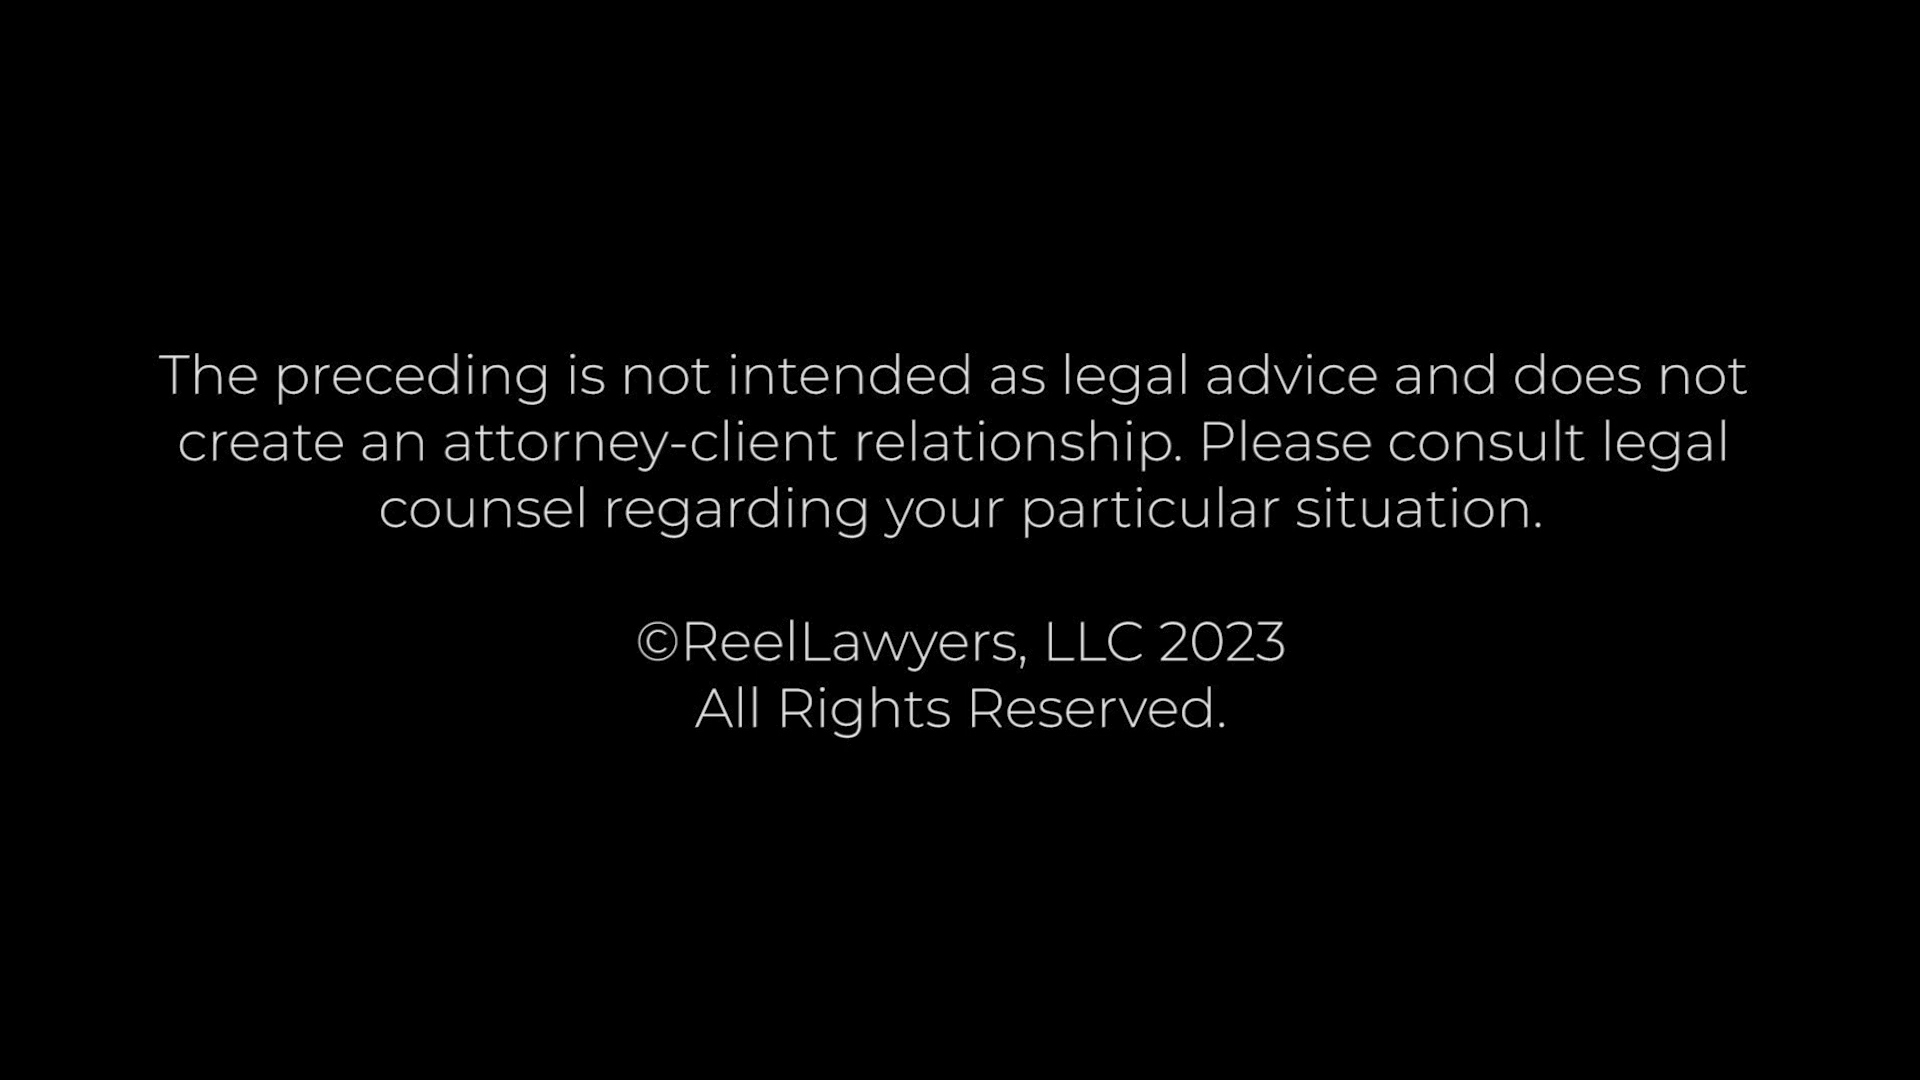 The preceding is not intended as legal advice and does not
create an attorney-client relationship. Please consult legal
counsel regarding your particular situation.
©ReelLawyers, LLC 2023
All Rights Reserved.